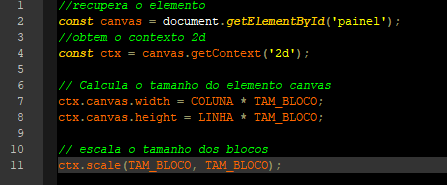 1 //recupera o elemento
2 const canvas = document.getElementById('painel');
3 //obtem o contexto 2d
4 const ctx = canvas.getContext('2d');
5
6 // Calcula o tamanho do elemento canvas
7 ctx.canvas.width = COLUNA * TAM_BLOCO;
8 ctx.canvas.height = LINHA * TAM_BLOCO;
9
10 // escala o tamanho dos blocos
11 ctx.scale(TAM_BLOCO, TAM_BLOCO);